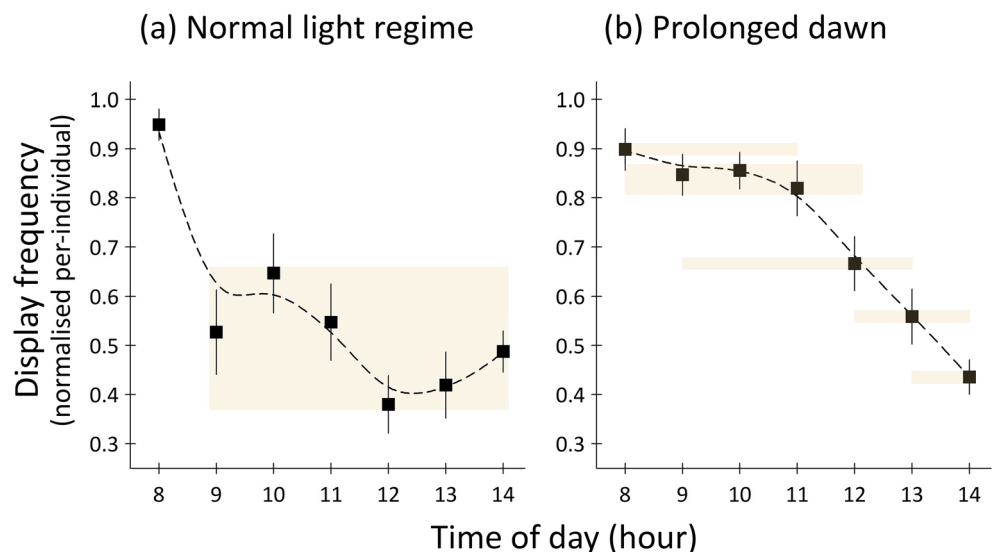 (a) Normal light regime
(b) Prolonged dawn
Display frequency
(normalised per-individual)
1.0
0.9
0.8
0.7
0.6
0.5
0.4
0.3
8 9 10 11 12 13 14
1.0
0.9
0.8
0.7
0.6
0.5
0.4
0.3
8 9 10 11 12 13 14
Time of day (hour)